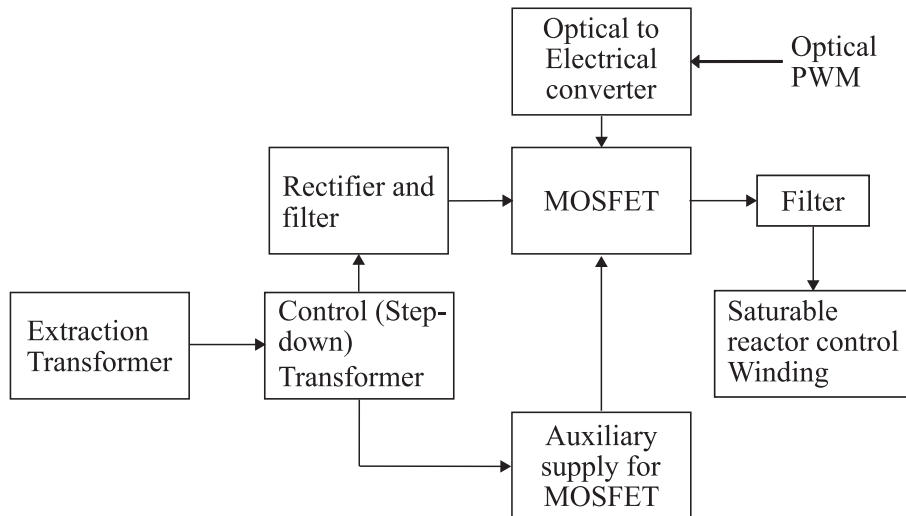 Optical to
Electrical
converter
Optical
PWM
Rectifier and
filter
MOSFET
Filter
Extraction
Transformer
Control (Step-
down)
Transformer
Saturable
reactor control
Winding
Auxiliary
supply for
MOSFET